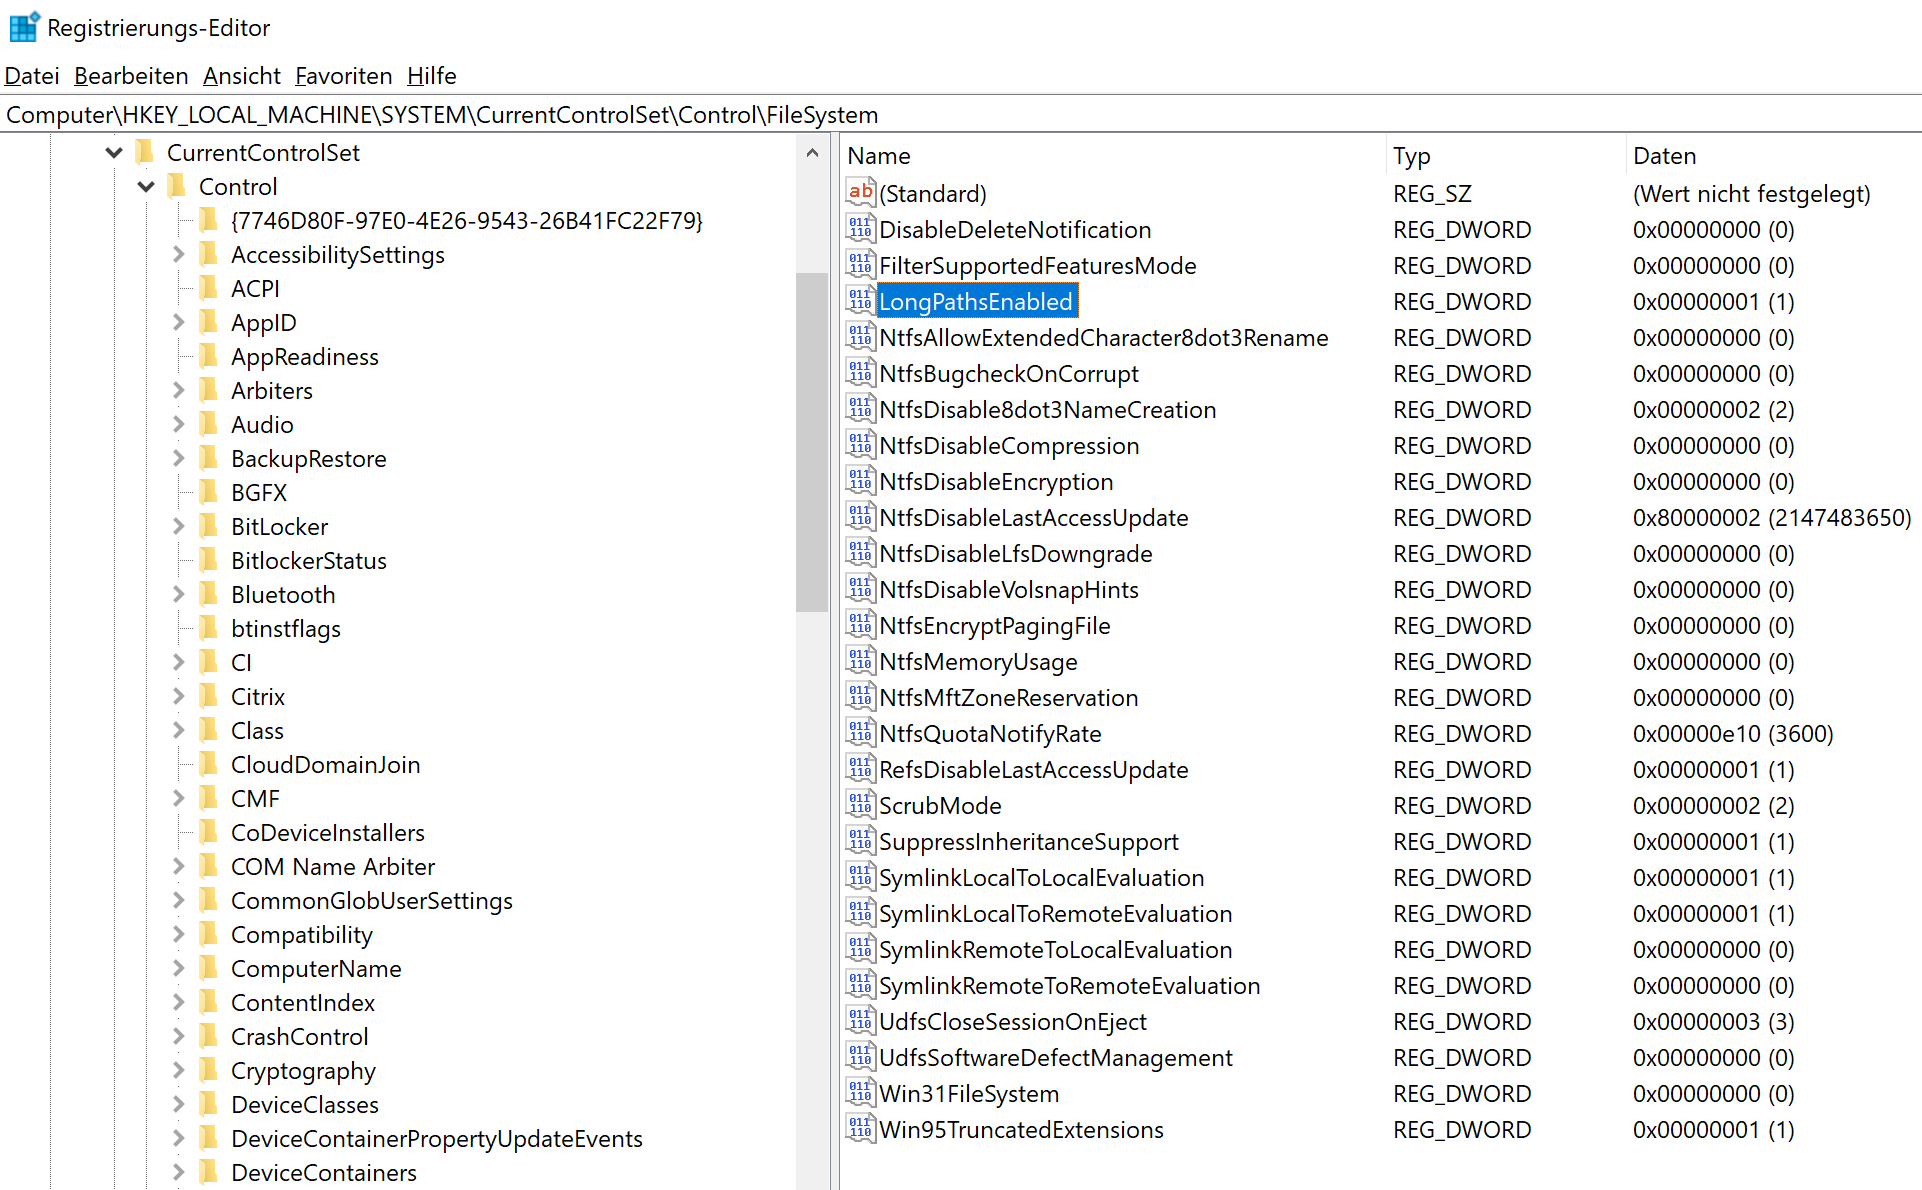 Registrierungs-Editor
Datei Bearbeiten Ansicht Favoriten Hilfe
Computer\HKEY_LOCAL_MACHINE\SYSTEM\CurrentControlSet\Control\FileSystem
CurrentControlSet
Control
{7746D80F-97E0-4E26-9543-26B41FC22F79}
AccessibilitySettings
ACPI
AppID
AppReadiness
Arbiters
Audio
BackupRestore
BGFX
BitLocker
BitlockerStatus
Bluetooth
btinstflags
CI
Citrix
Class
CloudDomainJoin
CMF
CoDeviceInstallers
COM Name Arbiter
CommonGlobUserSettings
Compatibility
ComputerName
ContentIndex
CrashControl
Cryptography
DeviceClasses
DeviceContainerPropertyUpdateEvents
DeviceContainers
Name Typ Daten
(Standard) REG_SZ (Wert nicht festgelegt)
DisableDeleteNotification REG_DWORD 0x00000000 (0)
FilterSupportedFeaturesMode REG_DWORD 0x00000000 (0)
LongPathsEnabled REG_DWORD 0x00000001 (1)
NtfsAllowExtendedCharacter8dot3Rename REG_DWORD 0x00000000 (0)
NtfsBugcheckOnCorrupt REG_DWORD 0x00000000 (0)
NtfsDisable8dot3NameCreation REG_DWORD 0x00000002 (2)
NtfsDisableCompression REG_DWORD 0x00000000 (0)
NtfsDisableEncryption REG_DWORD 0x00000000 (0)
NtfsDisableLastAccessUpdate REG_DWORD 0x80000002 (2147483650)
NtfsDisableLfsDowngrade REG_DWORD 0x00000000 (0)
NtfsDisableVolsnapHints REG_DWORD 0x00000000 (0)
NtfsEncryptPagingFile REG_DWORD 0x00000000 (0)
NtfsMemoryUsage REG_DWORD 0x00000000 (0)
NtfsMftZoneReservation REG_DWORD 0x00000000 (0)
NtfsQuotaNotifyRate REG_DWORD 0x00000e10 (3600)
RefsDisableLastAccessUpdate REG_DWORD 0x00000001 (1)
ScrubMode REG_DWORD 0x00000002 (2)
SuppressInheritanceSupport REG_DWORD 0x00000001 (1)
SymlinkLocalToLocalEvaluation REG_DWORD 0x00000001 (1)
SymlinkLocalToRemoteEvaluation REG_DWORD 0x00000001 (1)
SymlinkRemoteToLocalEvaluation REG_DWORD 0x00000000 (0)
SymlinkRemoteToRemoteEvaluation REG_DWORD 0x00000000 (0)
UdfsCloseSessionOnEject REG_DWORD 0x00000003 (3)
UdfsSoftwareDefectManagement REG_DWORD 0x00000000 (0)
Win31FileSystem REG_DWORD 0x00000000 (0)
Win95TruncatedExtensions REG_DWORD 0x00000001 (1)